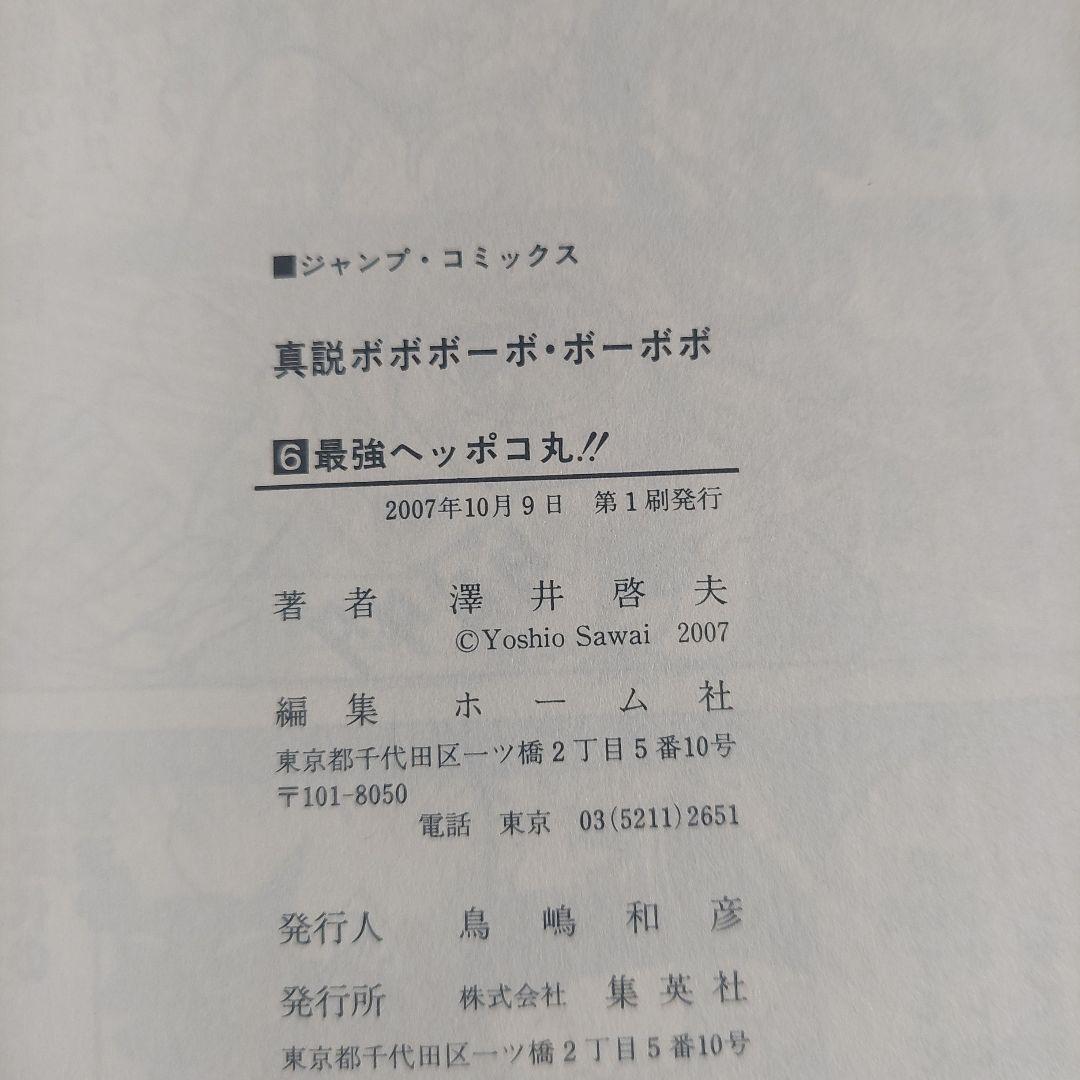 ■ジャンプ・コミックス
真説ボボボーボ・ボーボボ
6最強ヘッポコ丸!!
2007年10月9日 第1刷発行
著者 澤井啓夫
©Yoshio Sawai 2007
編集 ホーム社
東京都千代田区一ツ橋2丁目5番10号
〒101-8050
電話 東京 03(5211)2651
発行人 鳥嶋和彦
発行所 株式会社 集英社
東京都千代田区一ツ橋2丁目5番10号